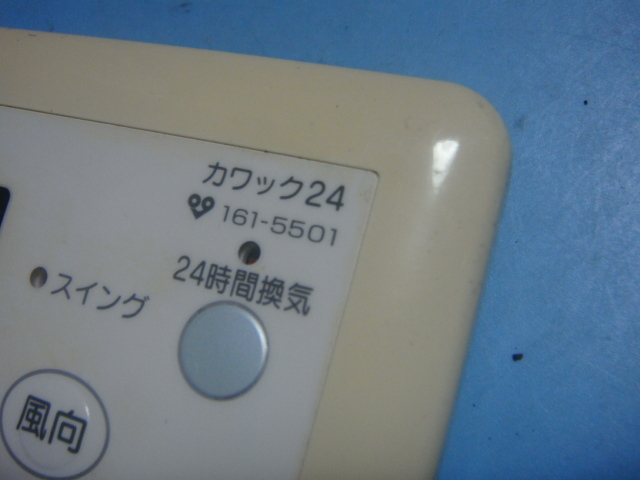 カワック24
161-5501
24時間換気
スイング
風向